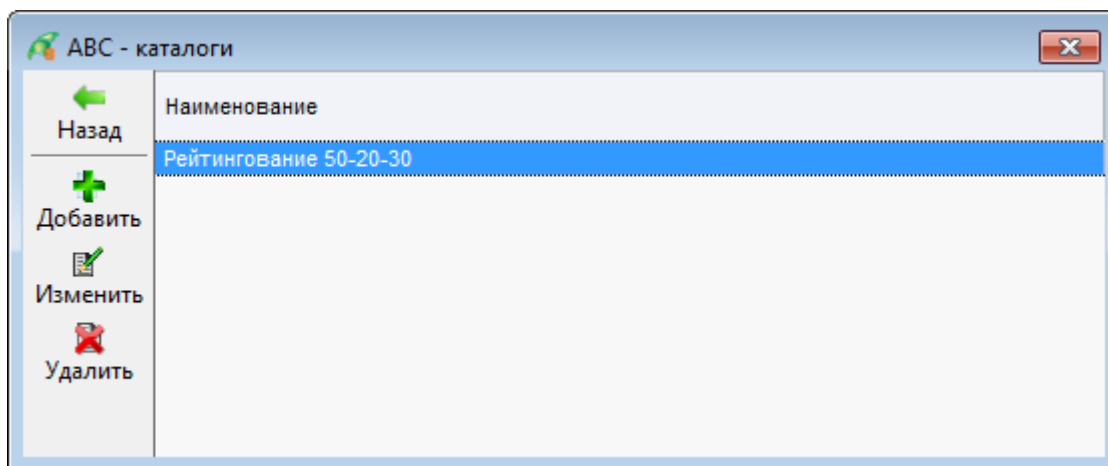 ABC - каталоги
Назад
Наименование
Рейтингование 50-20-30
Добавить
Изменить
Удалить